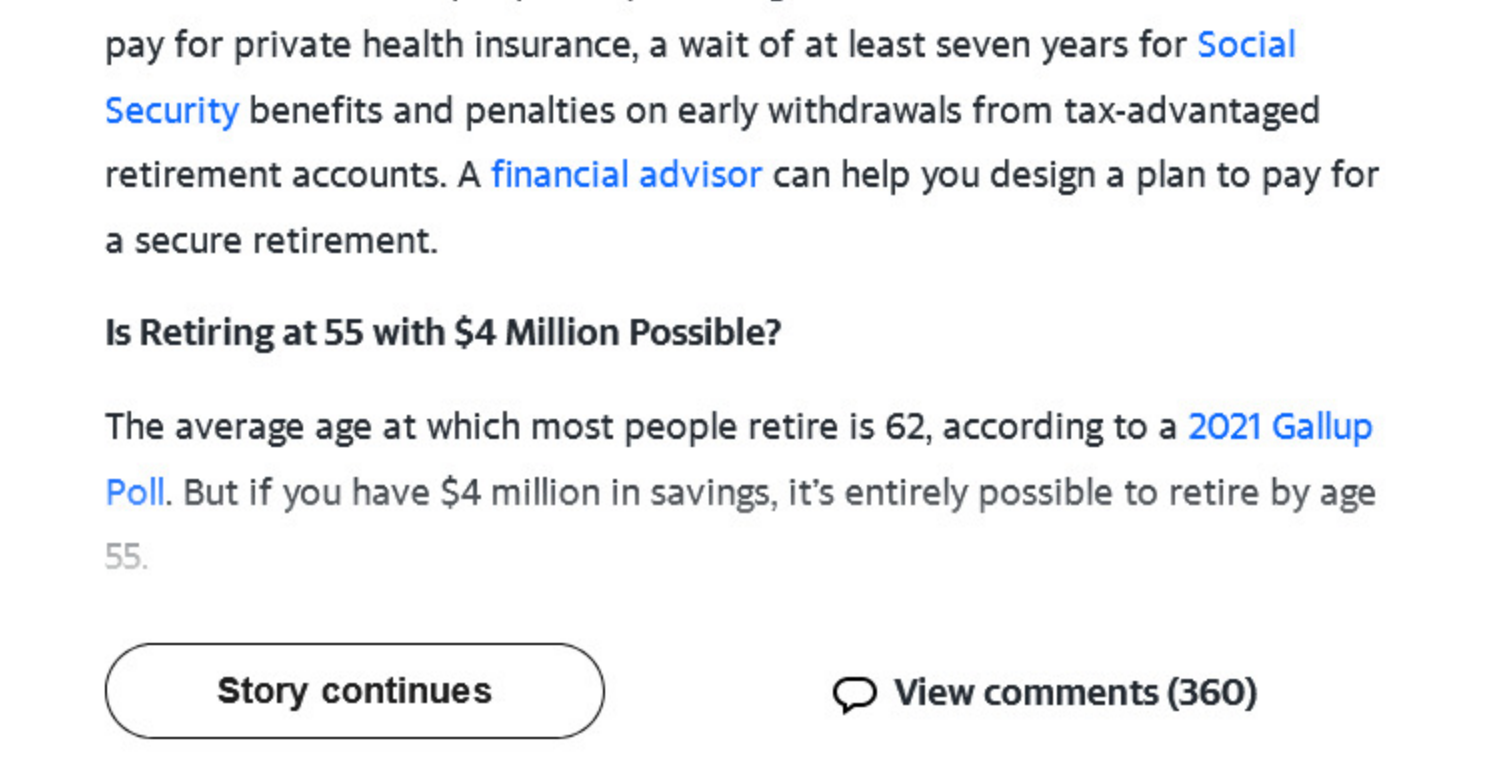 pay for private health insurance, a wait of at least seven years for Social
Security benefits and penalties on early withdrawals from tax-advantaged
retirement accounts. A financial advisor can help you design a plan to pay for
a secure retirement.
Is Retiring at 55 with $4 Million Possible?
The average age at which most people retire is 62, according to a 2021 Gallup
Poll. But if you have $4 million in savings, it’s entirely possible to retire by age
55.
Story continues
View comments (360)